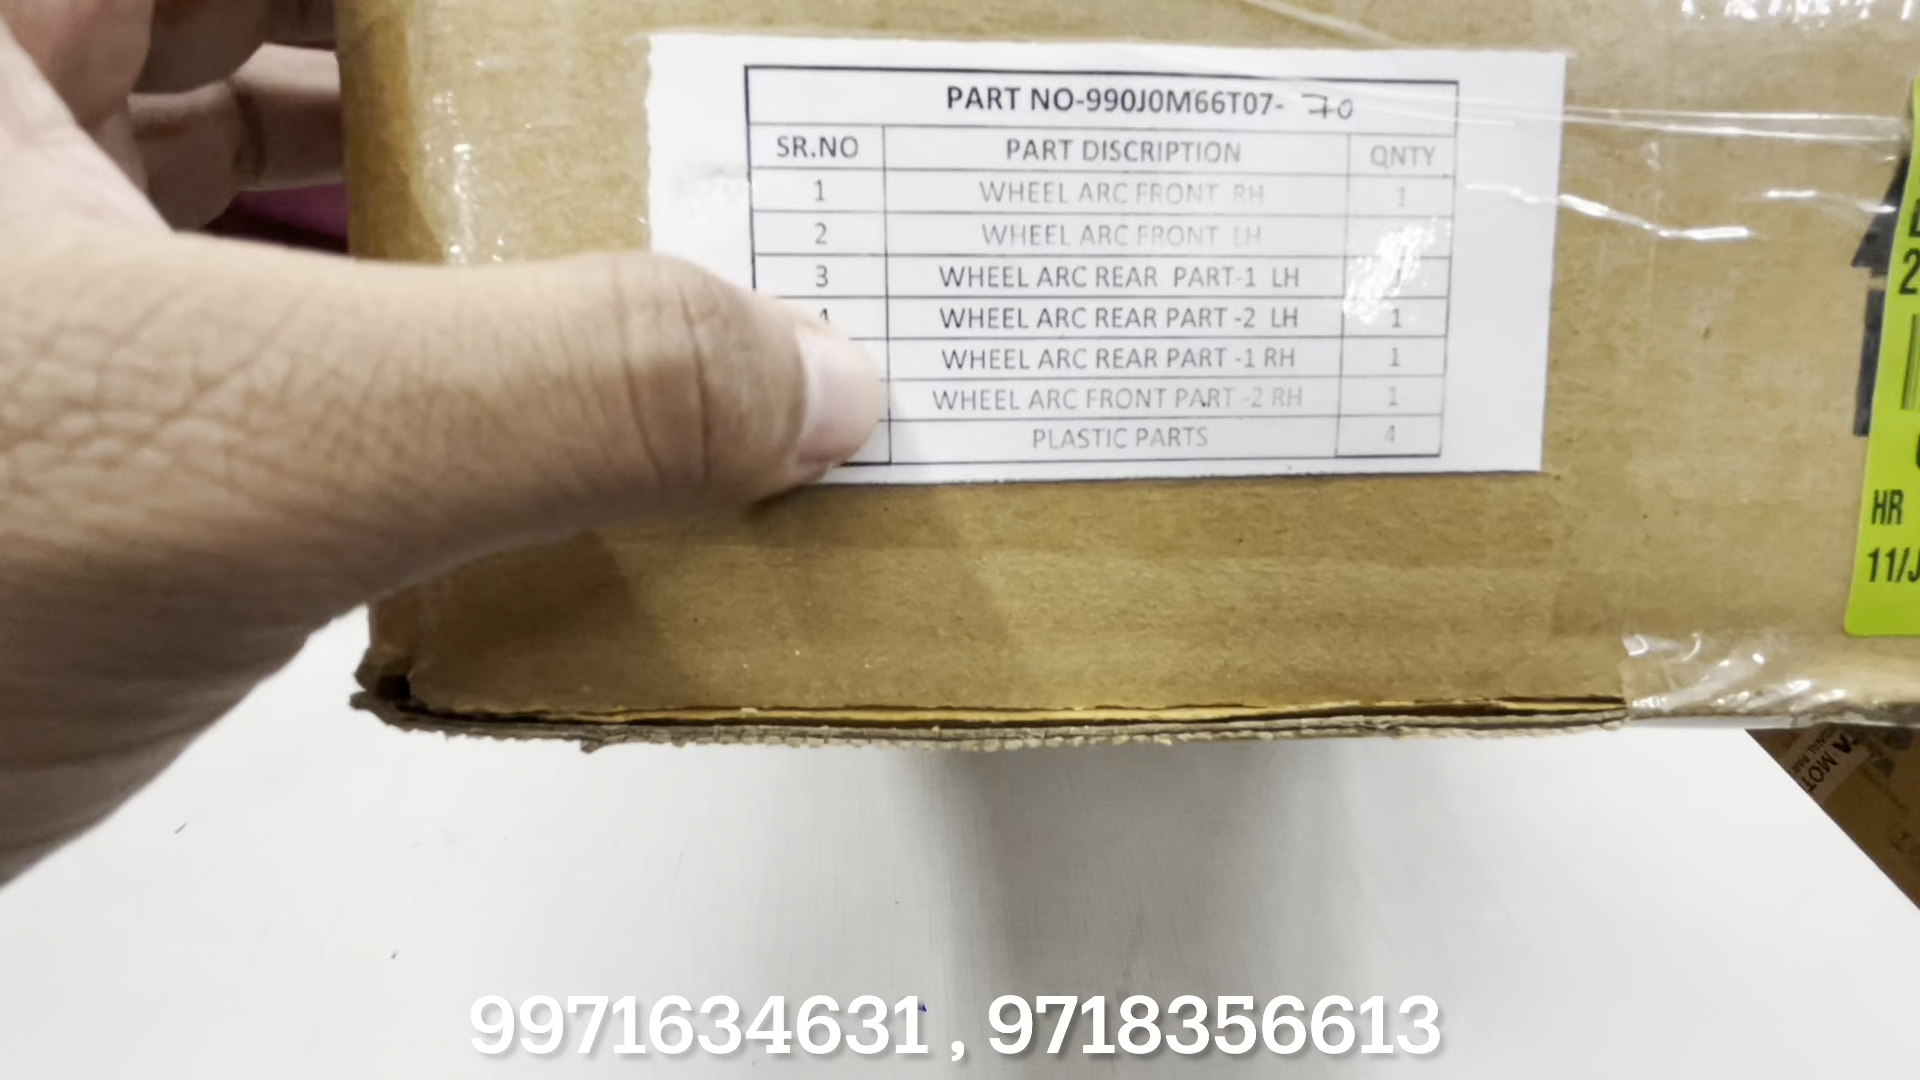 PART NO-990J0M66T07- 70
SR.NO PART DISCRIPTION QNTY
1 WHEEL ARC FRONT RH 1
2 WHEEL ARC FRONT LH
3 WHEEL ARC REAR PART-1 LH
4 WHEEL ARC REAR PART -2 LH 1
WHEEL ARC REAR PART -1 RH 1
WHEEL ARC FRONT PART -2 RH 1
PLASTIC PARTS 4
2
HR
11/J
9971634631 , 9718356613